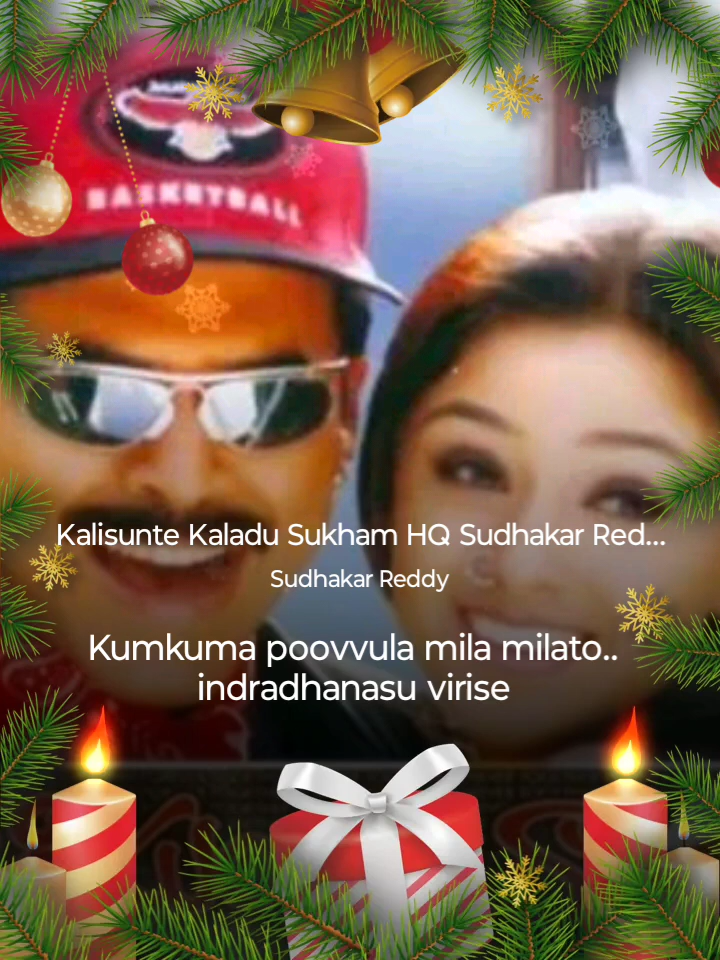 BASKETBALL
Kalisunte Kaladu Sukham HQ Sudhakar Red...
Sudhakar Reddy
Kumkuma poovvula mila milato..
indradhanasu virise